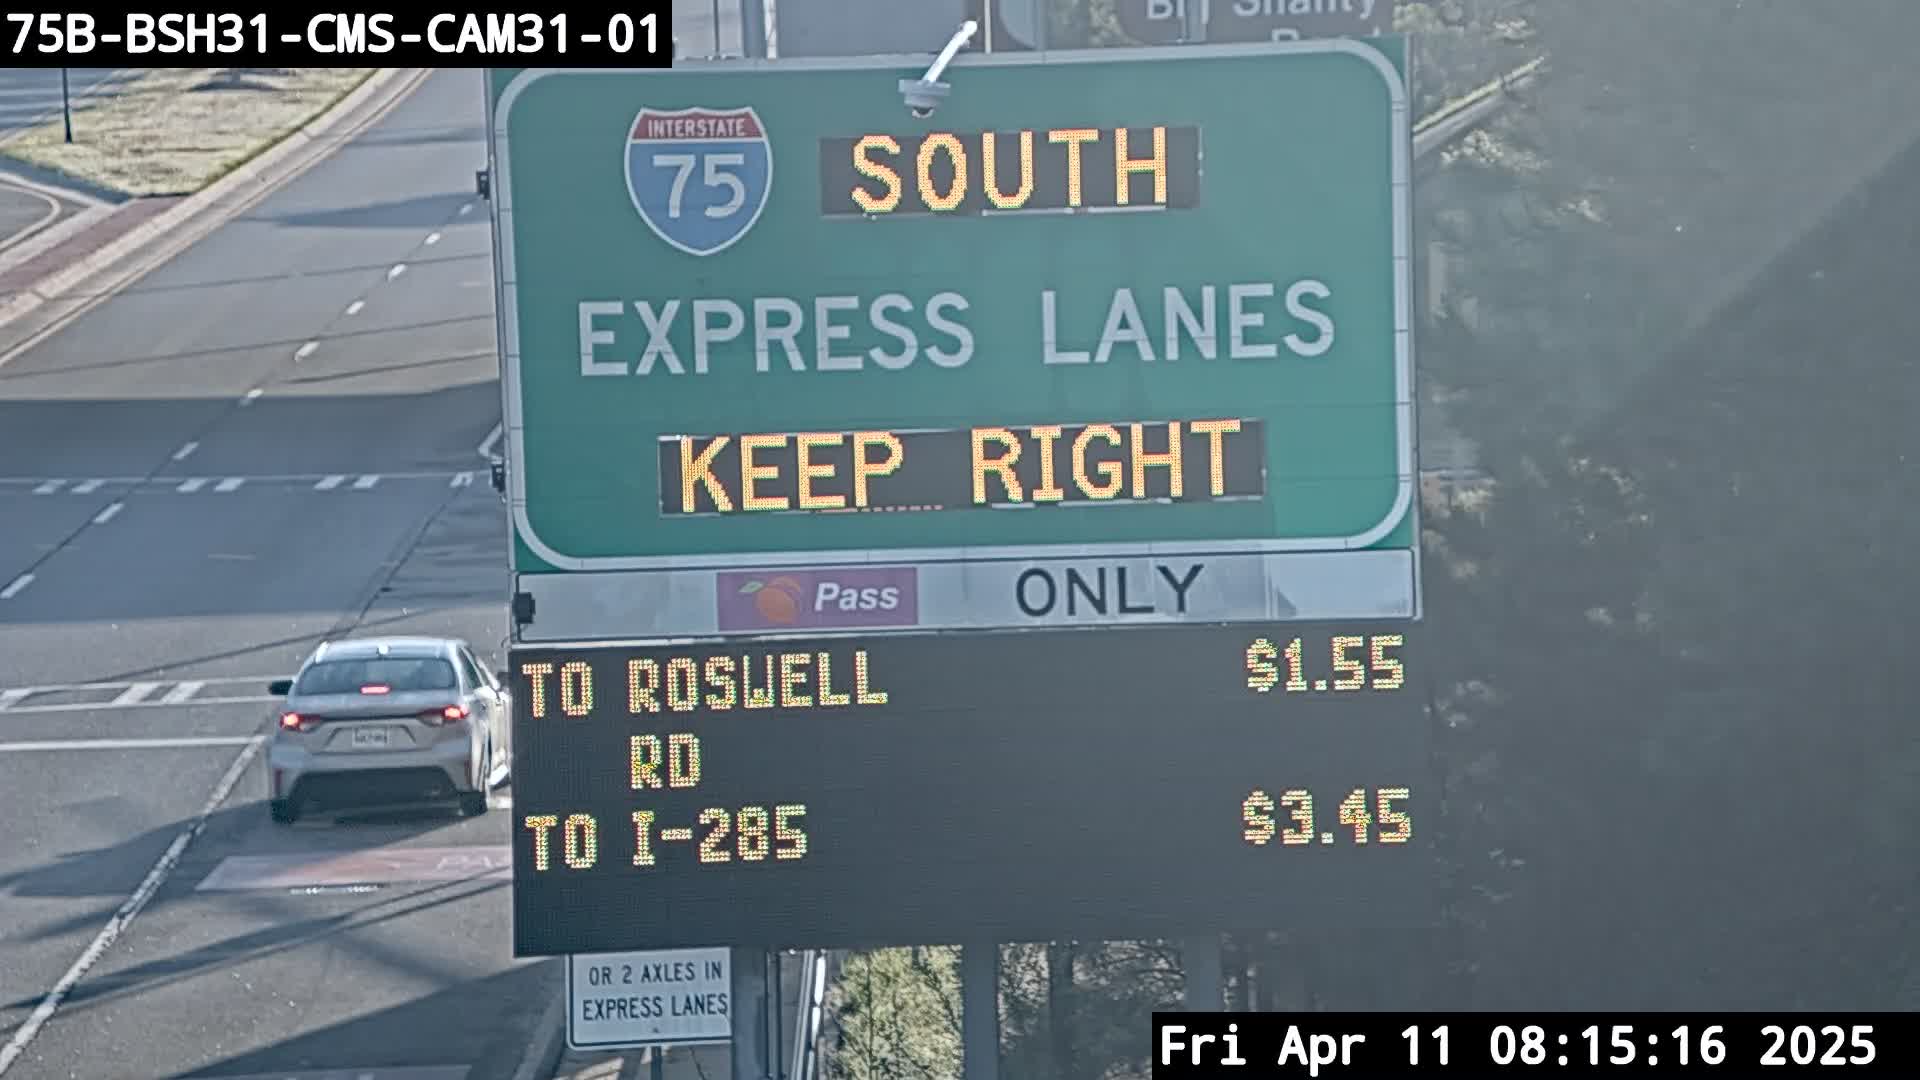 75B-BSH31-CMS-CAM31-01
Shanty
INTERSTATE
75
SOUTH
EXPRESS LANES
KEEP RIGHT
Pass ONLY
TO ROSWELL $1.55
RD
TO I-285 $3.45
OR 2 AXLES IN
EXPRESS LANES
Fri Apr 11 08:15:16 2025